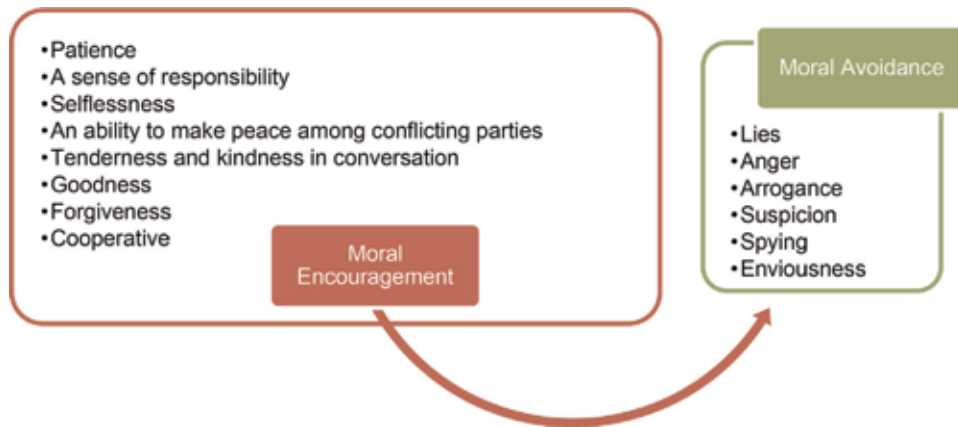 •Patience
•A sense of responsibility
•Selflessness
•An ability to make peace among conflicting parties
•Tenderness and kindness in conversation
•Goodness
•Forgiveness
•Cooperative
Moral
Encouragement
Moral Avoidance
•Lies
•Anger
•Arrogance
•Suspicion
•Spying
•Enviousness